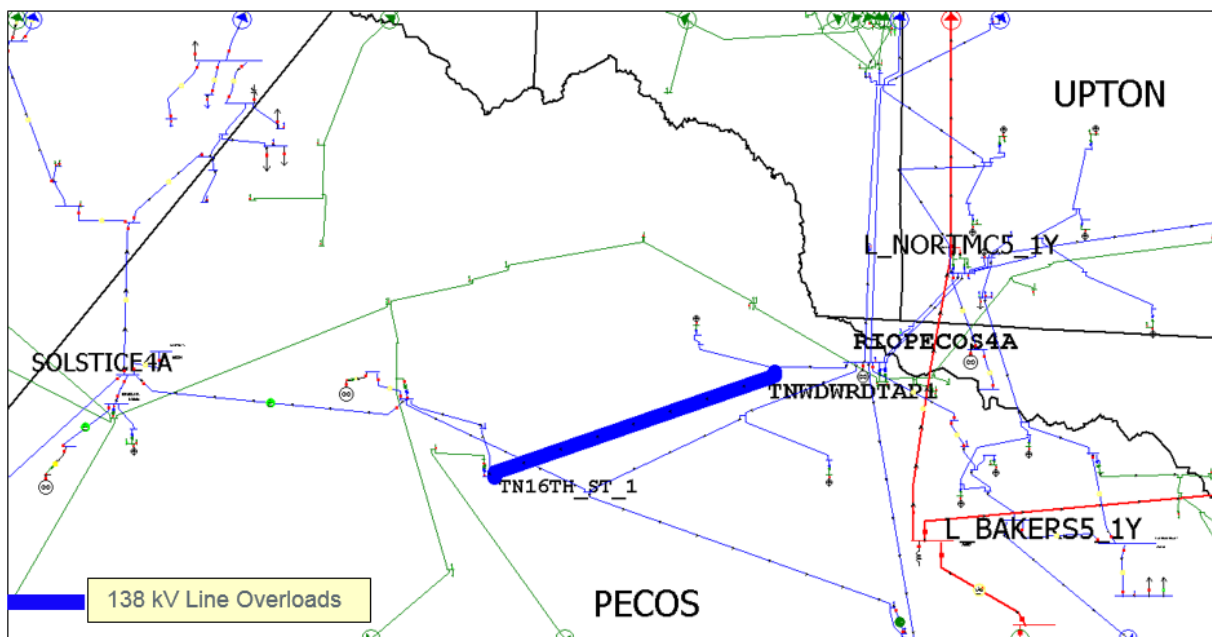 UPTON
L_NORTMC5_1Y
RIOPECOS4A
SOLSTICE4A
TNWDWRDTAP1
TN16TH_ST_1
L_BAKERS5_1Y
138 kV Line Overloads
PECOS